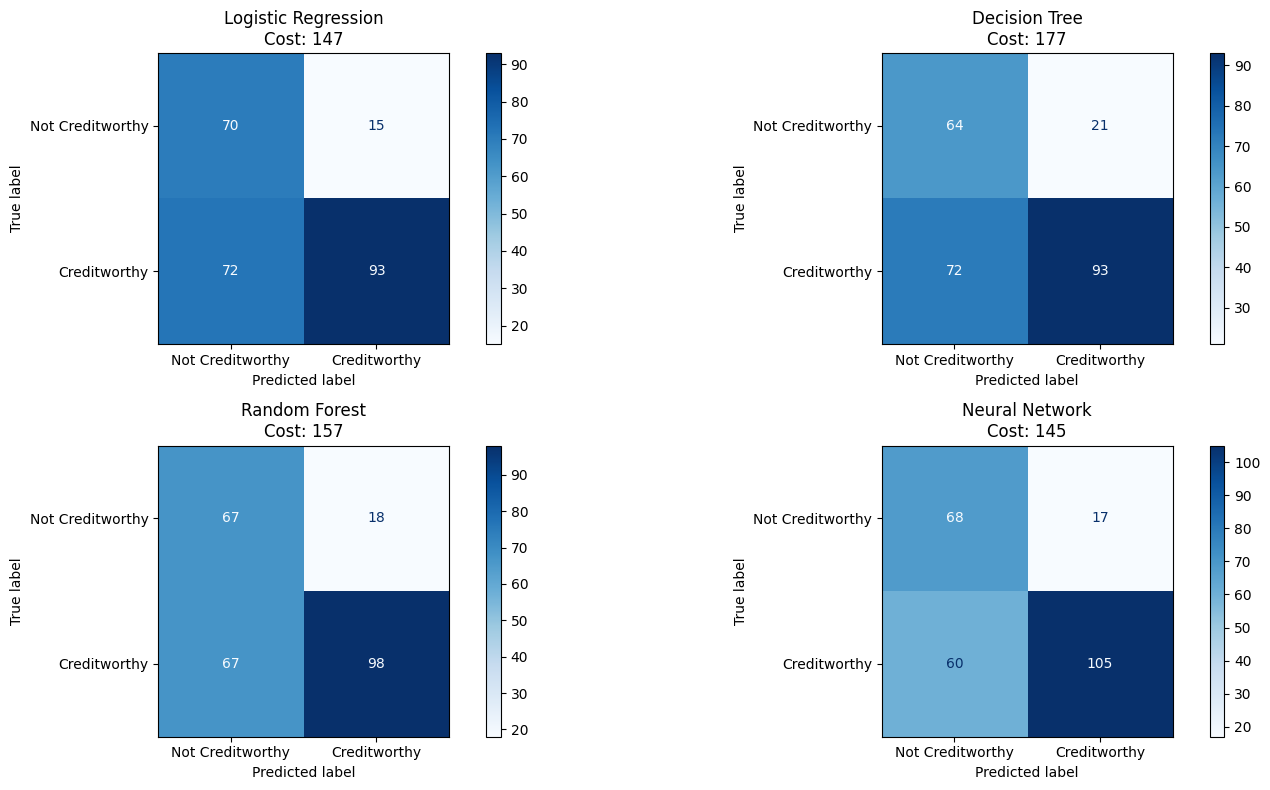 Logistic Regression
Cost: 147
True label
Not Creditworthy
70
15
Creditworthy
72
93
Not Creditworthy
Creditworthy
Predicted label
90
80
70
60
50
40
30
20
Decision Tree
Cost: 177
True label
Not Creditworthy
64
21
Creditworthy
72
93
Not Creditworthy
Creditworthy
Predicted label
90
80
70
60
50
40
30
Random Forest
Cost: 157
True label
Not Creditworthy
67
18
Creditworthy
67
98
Not Creditworthy
Creditworthy
Predicted label
90
80
70
60
50
40
30
20
Neural Network
Cost: 145
True label
Not Creditworthy
68
17
Creditworthy
60
105
Not Creditworthy
Creditworthy
Predicted label
100
90
80
70
60
50
40
30
20